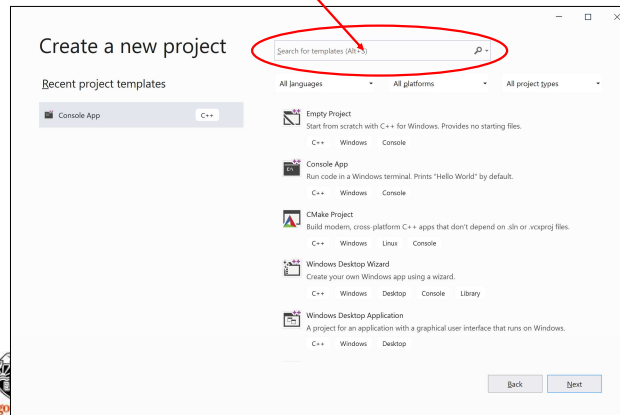 Create a new project
Search for templates (Alt+S)
Recent project templates
All languages
All platforms
All project types
Console App
C++
Empty Project
Start from scratch with C++ for Windows. Provides no starting files.
C++ Windows Console
Console App
Run code in a Windows terminal. Prints "Hello World" by default.
C++ Windows Console
CMake Project
Build modern, cross-platform C++ apps that don't depend on .sln or .vcxproj files.
C++ Windows Linux Console
Windows Desktop Wizard
Create your own Windows app using a wizard.
C++ Windows Desktop Console Library
Windows Desktop Application
A project for an application with a graphical user interface that runs on Windows.
C++ Windows Desktop
Back
Next